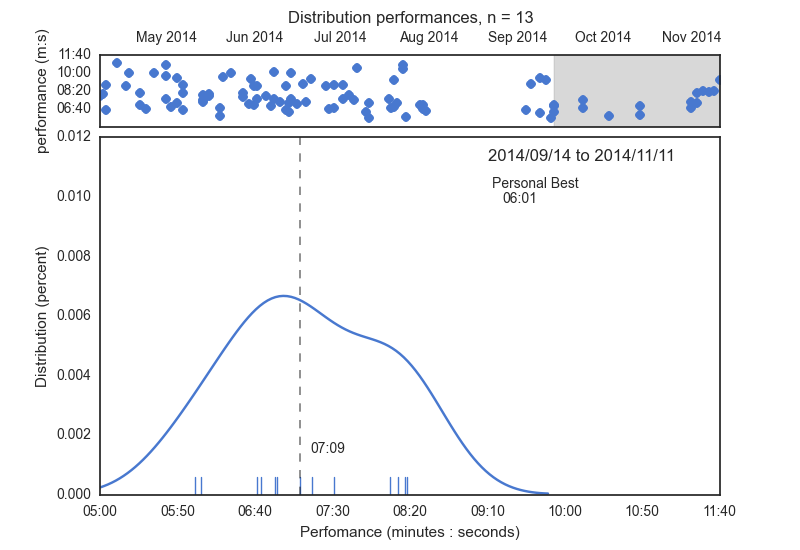 Distribution performances, n = 13
May 2014 Jun 2014 Jul 2014 Aug 2014 Sep 2014 Oct 2014 Nov 2014
performance (m:s)
11:40
10:00
08:20
06:40
Distribution (percent)
0.012
0.010
0.008
0.006
0.004
0.002
0.000
2014/09/14 to 2014/11/11
Personal Best
06:01
07:09
05:00 05:50 06:40 07:30 08:20 09:10 10:00 10:50 11:40
Perfomance (minutes : seconds)